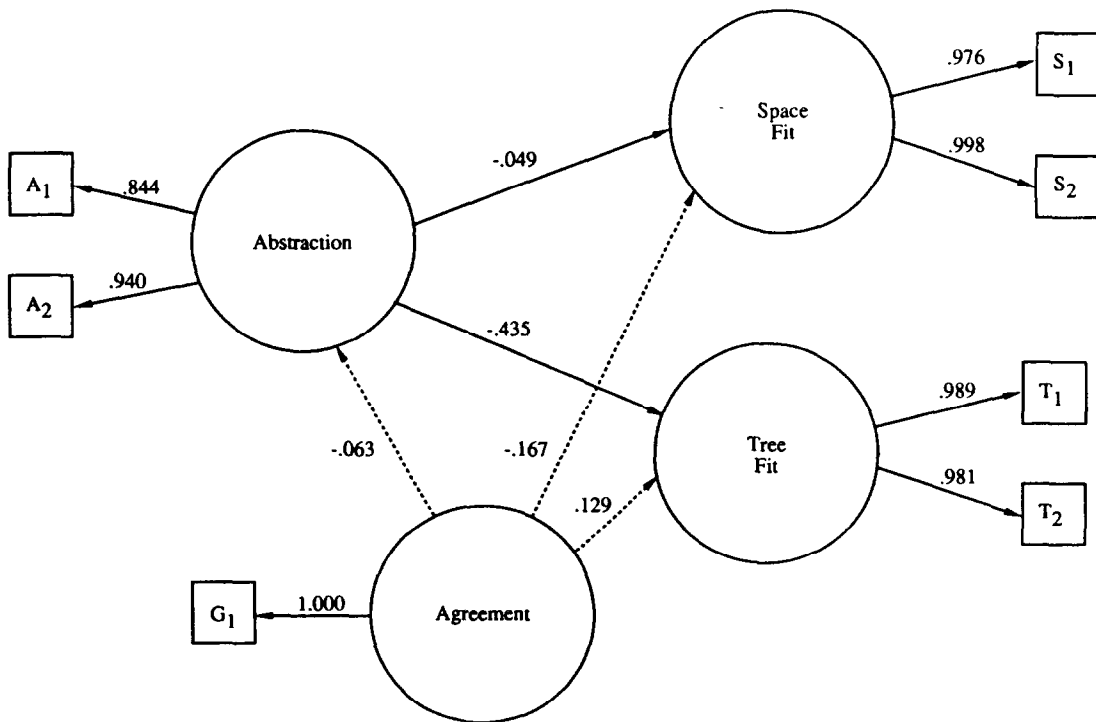 .976
S1
Space
Fit
-.049
.998
S2
A1
.844
Abstraction
A2
.940
-.435
.989
T1
-.063
-.167
Tree
Fit
.981
T2
.129
G1
1.000
Agreement